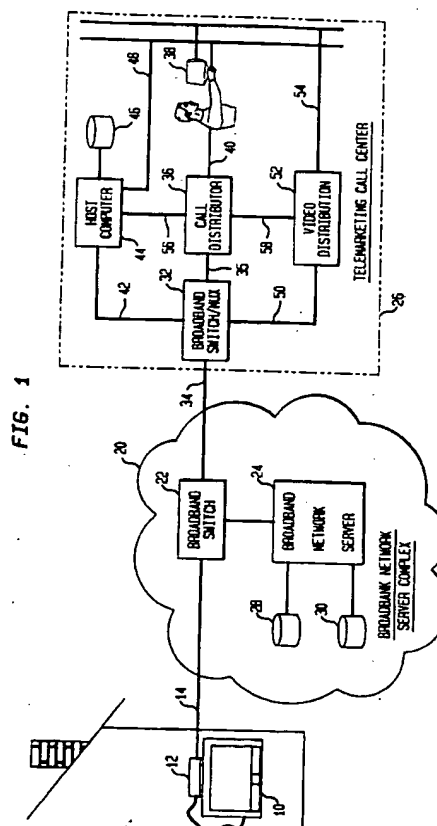 FIG. 1
10
12
14
20
22
BROADBAND
SWITCH
24
BROADBAND
NETWORK
SERVER
28
30
BROADBANK NETWORK
SERVER COMPLEX
34
26
TELEMARKETING CALL CENTER
32
BROADBAND
SWITCH/MUX
35
36
CALL
DISTRIBUTOR
38
40
42
44
HOST
COMPUTER
46
48
50
52
VIDEO
DISTRIBUTION
54
56
58